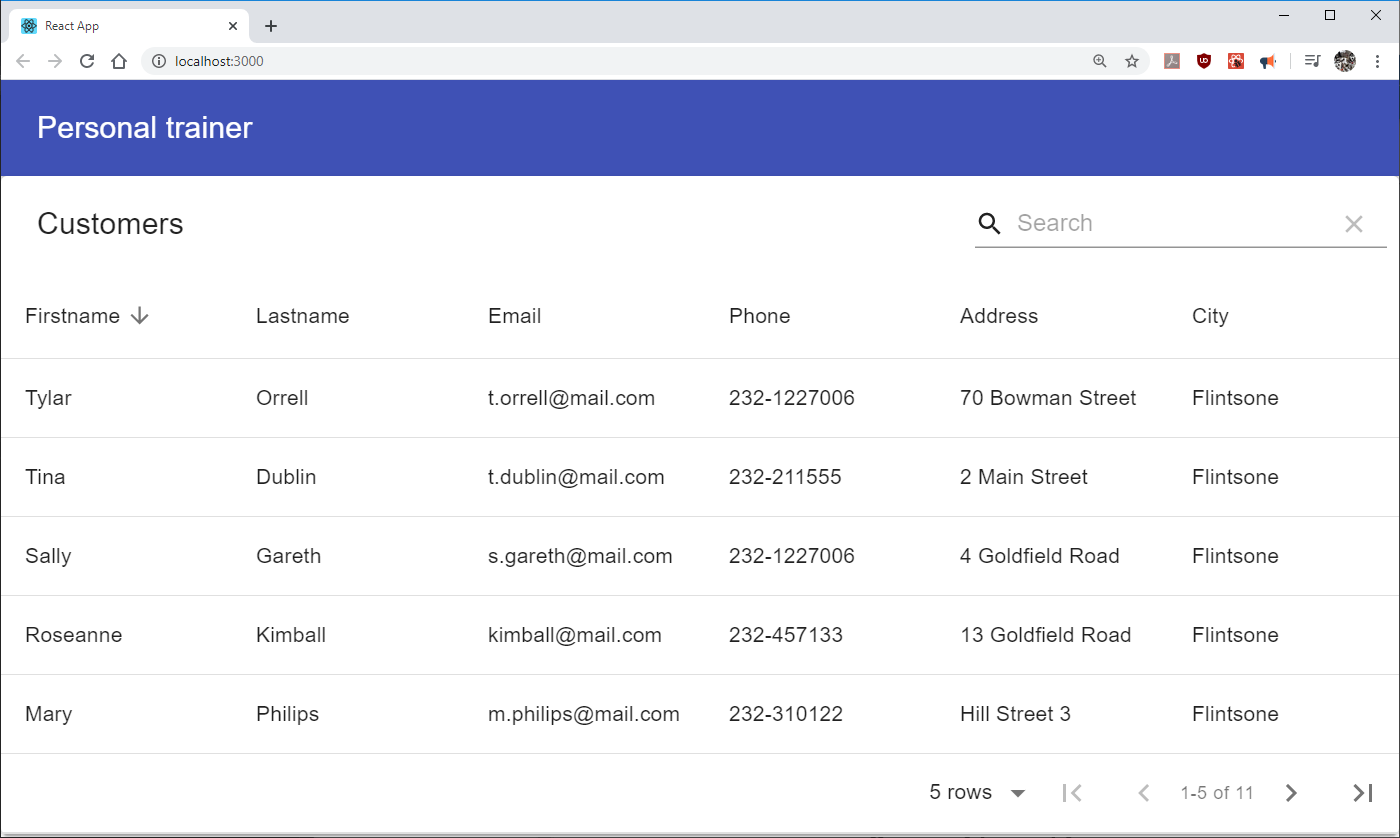 React App
localhost:3000
Personal trainer
Customers
Search
Firstname Lastname Email Phone Address City
Tylar Orrell t.orrell@mail.com 232-1227006 70 Bowman Street Flintsone
Tina Dublin t.dublin@mail.com 232-211555 2 Main Street Flintsone
Sally Gareth s.gareth@mail.com 232-1227006 4 Goldfield Road Flintsone
Roseanne Kimball kimball@mail.com 232-457133 13 Goldfield Road Flintsone
Mary Philips m.philips@mail.com 232-310122 Hill Street 3 Flintsone
5 rows 1-5 of 11